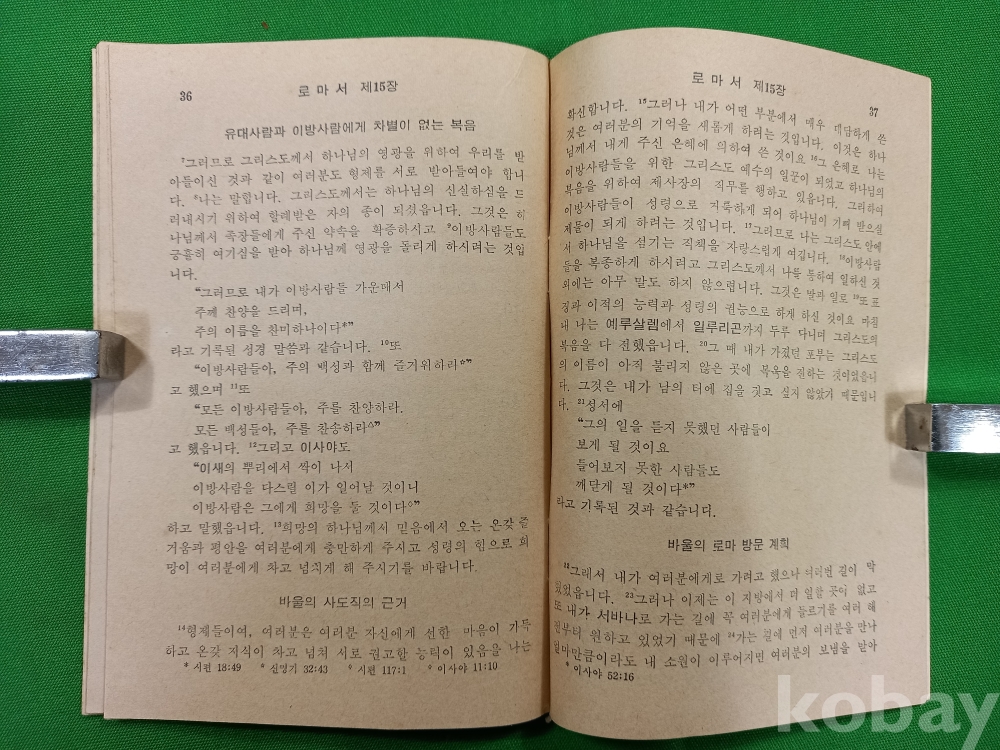 36
로 마 서 제15장
유대사람과 이방사람에게 차별이 없는 복음
⁷그러므로 그리스도께서 하나님의 영광을 위하여 우리를 받
아들이신 것과 같이 여러분도 형제를 서로 받아들여야 합니
다. ⁸나는 말합니다. 그리스도께서는 하나님의 신실하심을 드
러내시기 위하여 할례받은 자의 종이 되셨읍니다. 그것은 하
나님께서 족장들에게 주신 약속을 확증하시고 ⁹이방사람들도
긍휼히 여기심을 받아 하나님께 영광을 돌리게 하시려는 것입
니다.
“그러므로 내가 이방사람들 가운데서
주께 찬양을 드리며,
주의 이름을 찬미하나이다*”
라고 기록된 성경 말씀과 같습니다. ¹⁰또
“이방사람들아, 주의 백성과 함께 즐거워하라*”
고 했으며 ¹¹또
“모든 이방사람들아, 주를 찬양하라.
모든 백성들아, 주를 찬송하라◊”
고 했읍니다. ¹²그리고 이사야도
“이새의 뿌리에서 싹이 나서
이방사람을 다스릴 이가 일어날 것이니
이방사람은 그에게 희망을 둘 것이다◊”
하고 말했읍니다. ¹³희망의 하나님께서 믿음에서 오는 온갖 즐
거움과 평안을 여러분에게 충만하게 주시고 성령의 힘으로 희
망이 여러분에게 차고 넘치게 해 주시기를 바랍니다.
바울의 사도직의 근거
¹⁴형제들이여, 여러분은 여러분 자신에게 선한 마음이 가득
하고 온갖 지식이 차고 넘쳐 서로 권고할 능력이 있음을 나는
* 시편 18:49 * 신명기 32:43 ◊ 시편 117:1 ◊ 이사야 11:10
로 마 서 제15장
37
확신합니다. ¹⁵그러나 내가 어떤 부분에서 매우 대담하게 쓴
것은 여러분의 기억을 새롭게 하려는 것입니다. 이것은 하나
님께서 내게 주신 은혜에 의하여 쓴 것이요 ¹⁶그 은혜로 나는
이방사람들을 위한 그리스도 예수의 일꾼이 되었고 하나님의
복음을 위하여 제사장의 직무를 행하고 있읍니다. 그리하여
이방사람들이 성령으로 거룩하게 되어 하나님이 기뻐 받으실
제물이 되게 하려는 것입니다. ¹⁷그러므로 나는 그리스도 안에
서 하나님을 섬기는 직책을 자랑스럽게 여깁니다. ¹⁸이방사람
들을 복종하게 하시려고 그리스도께서 나를 통하여 일하신 것
외에는 아무 말도 하지 않으렵니다. 그것은 말과 일로 ¹⁹또 표
징과 이적의 능력과 성령의 권능으로 하게 하신 것이요 마침
내 나는 예루살렘에서 일루리곤까지 두루 다니며 그리스도의
복음을 다 전했읍니다. ²⁰그 때 내가 가졌던 포부는 그리스도
의 이름이 아직 불리지 않은 곳에 복음을 전하는 것이었읍니
다. 그것은 내가 남의 터에 집을 짓고 싶지 않았기 때문입니
다. ²¹성서에
“그의 일을 듣지 못했던 사람들이
보게 될 것이요
들어보지 못한 사람들도
깨닫게 될 것이다*”
라고 기록된 것과 같습니다.
바울의 로마 방문 계획
²²그래서 내가 여러분에게로 가려고 했으나 여러번 길이 막
혔었읍니다. ²³그러나 이제는 이 지방에서 더 일할 곳이 없고
또 내가 서바나로 가는 길에 꼭 여러분에게 들르기를 여러 해
전부터 원하고 있었기 때문에 ²⁴가는 길에 먼저 여러분을 만나
얼마만큼이라도 내 소원이 이루어지면 여러분의 보냄을 받아
* 이사야 52:16
kobay